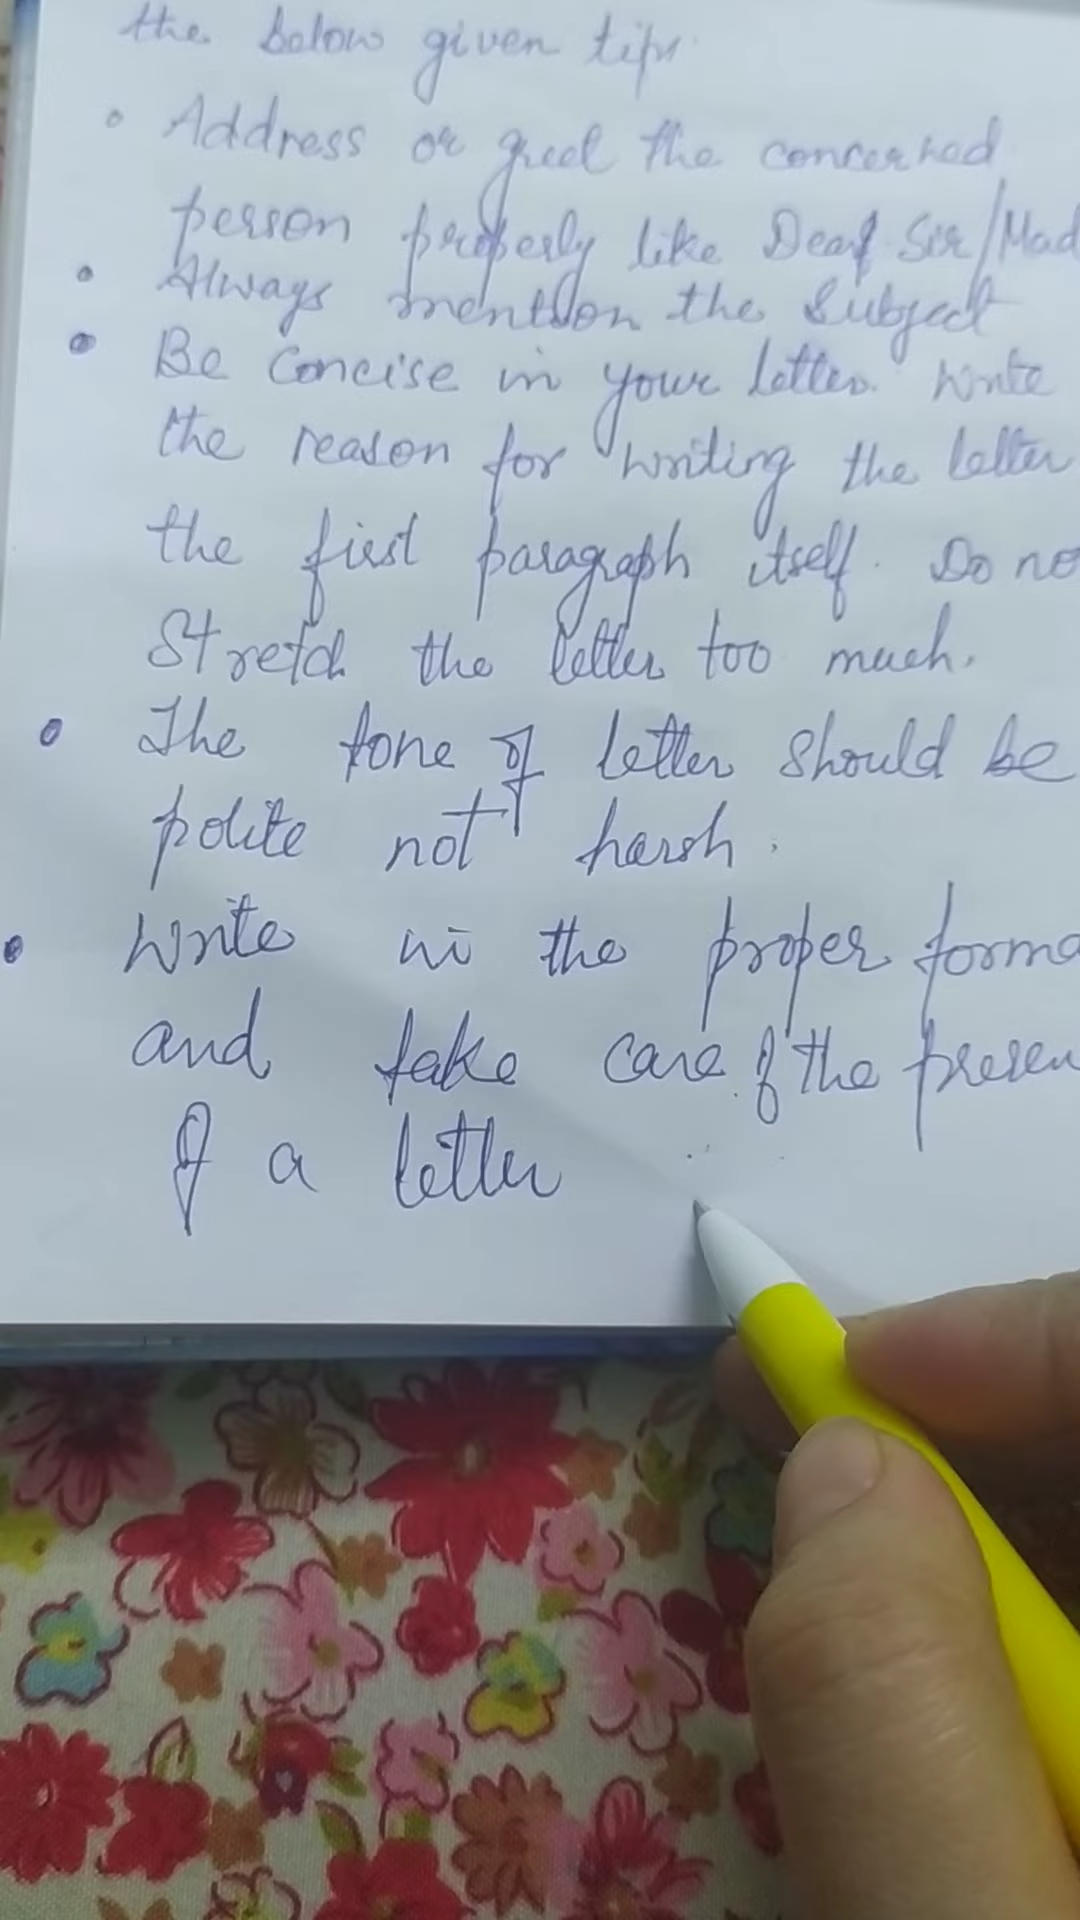 the below given tips
• Address or greet the concerned
person properly like Dear Sir/Mad
• Always mention the Subject
• Be Concise in your letter. Write
the reason for writing the letter
the first paragraph itself. Do no
Stretch the letter too much.
• The tone of letter should be
polite not harsh.
• Write in the proper forma
and take care of the presen
of a letter